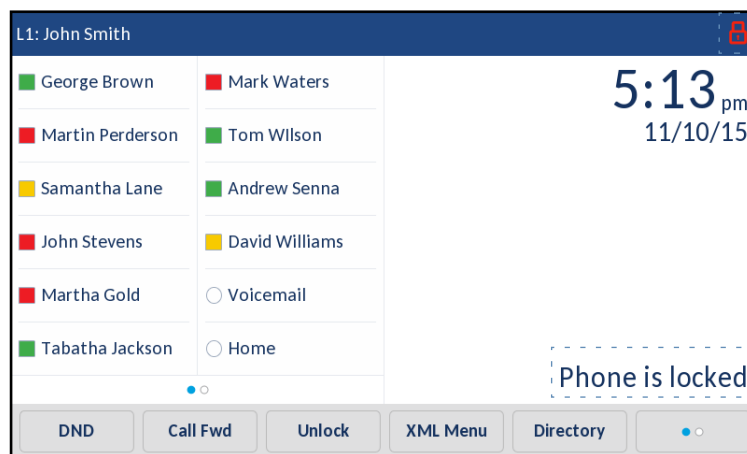 L1: John Smith
5:13 pm
11/10/15
George Brown
Mark Waters
Martin Perderson
Tom WIlson
Samantha Lane
Andrew Senna
John Stevens
David Williams
Martha Gold
Voicemail
Tabatha Jackson
Home
Phone is locked
DND
Call Fwd
Unlock
XML Menu
Directory